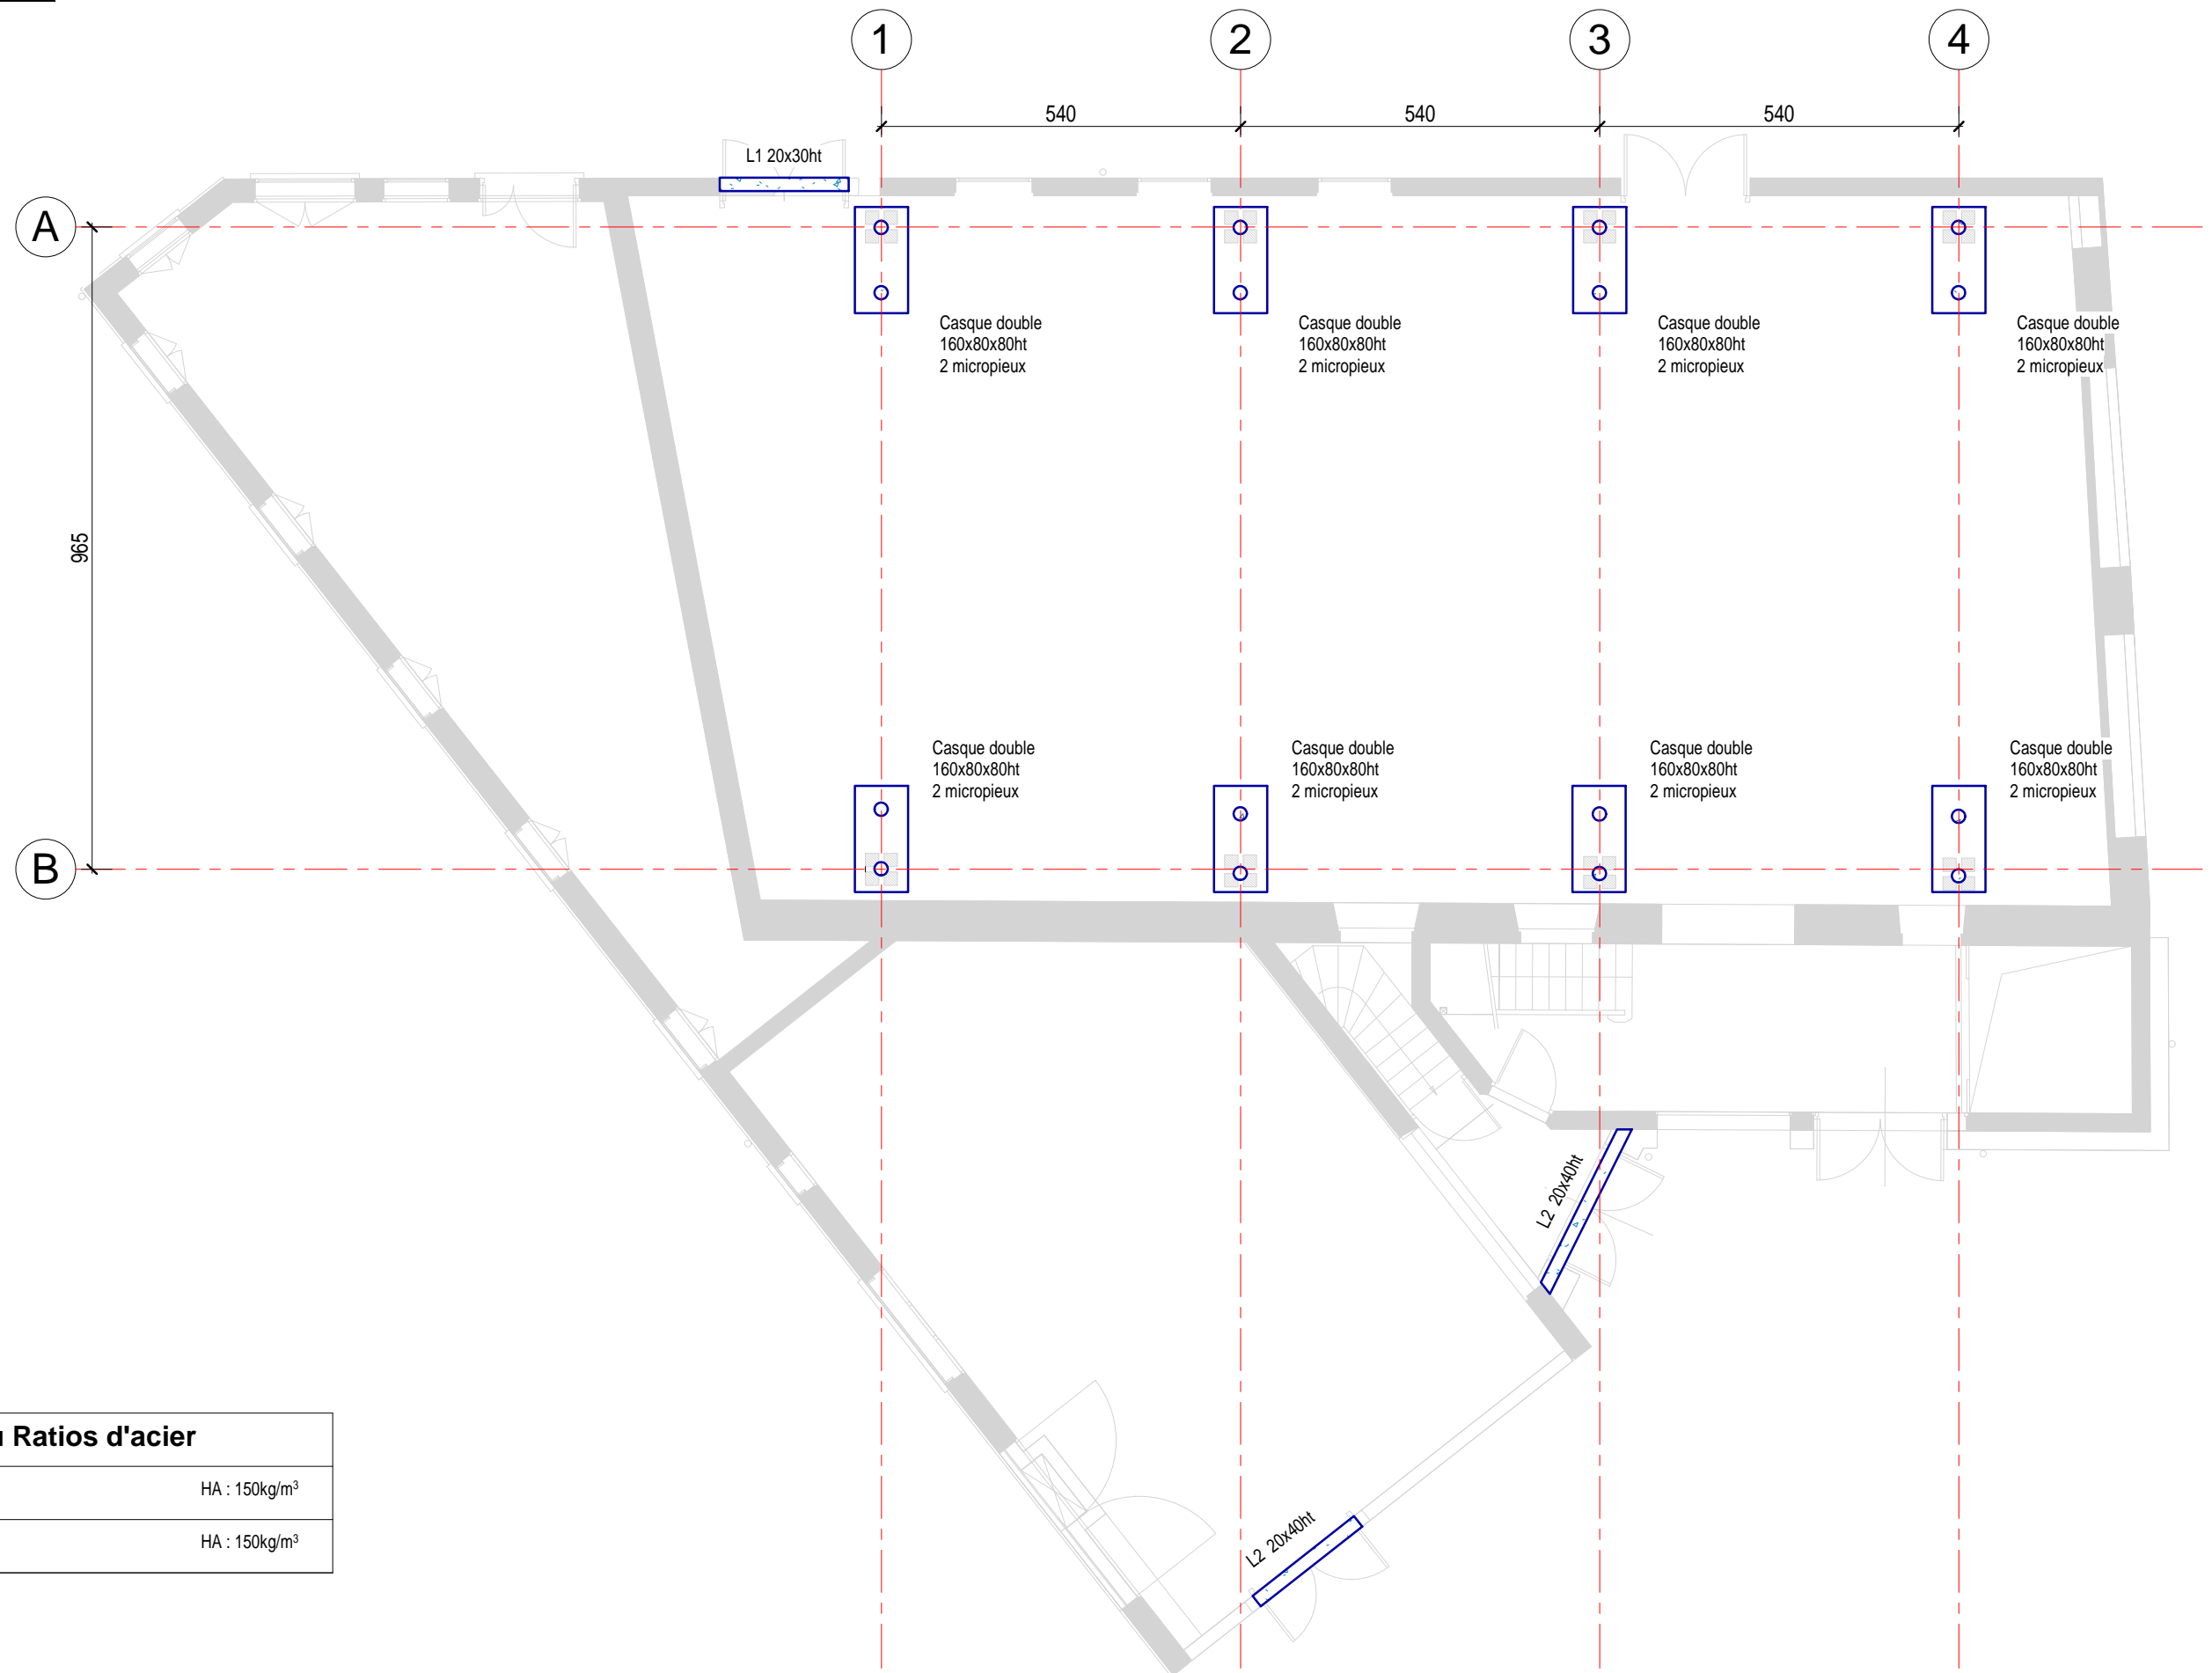 1
2
3
4
540
540
540
L1 20x30ht
A
Casque double
160x80x80ht
2 micropieux
Casque double
160x80x80ht
2 micropieux
Casque double
160x80x80ht
2 micropieux
Casque double
160x80x80ht
2 micropieux
965
Casque double
160x80x80ht
2 micropieux
Casque double
160x80x80ht
2 micropieux
Casque double
160x80x80ht
2 micropieux
Casque double
160x80x80ht
2 micropieux
B
L2 20x40ht
L2 20x40ht
Ratios d'acier
HA : 150kg/m³
HA : 150kg/m³